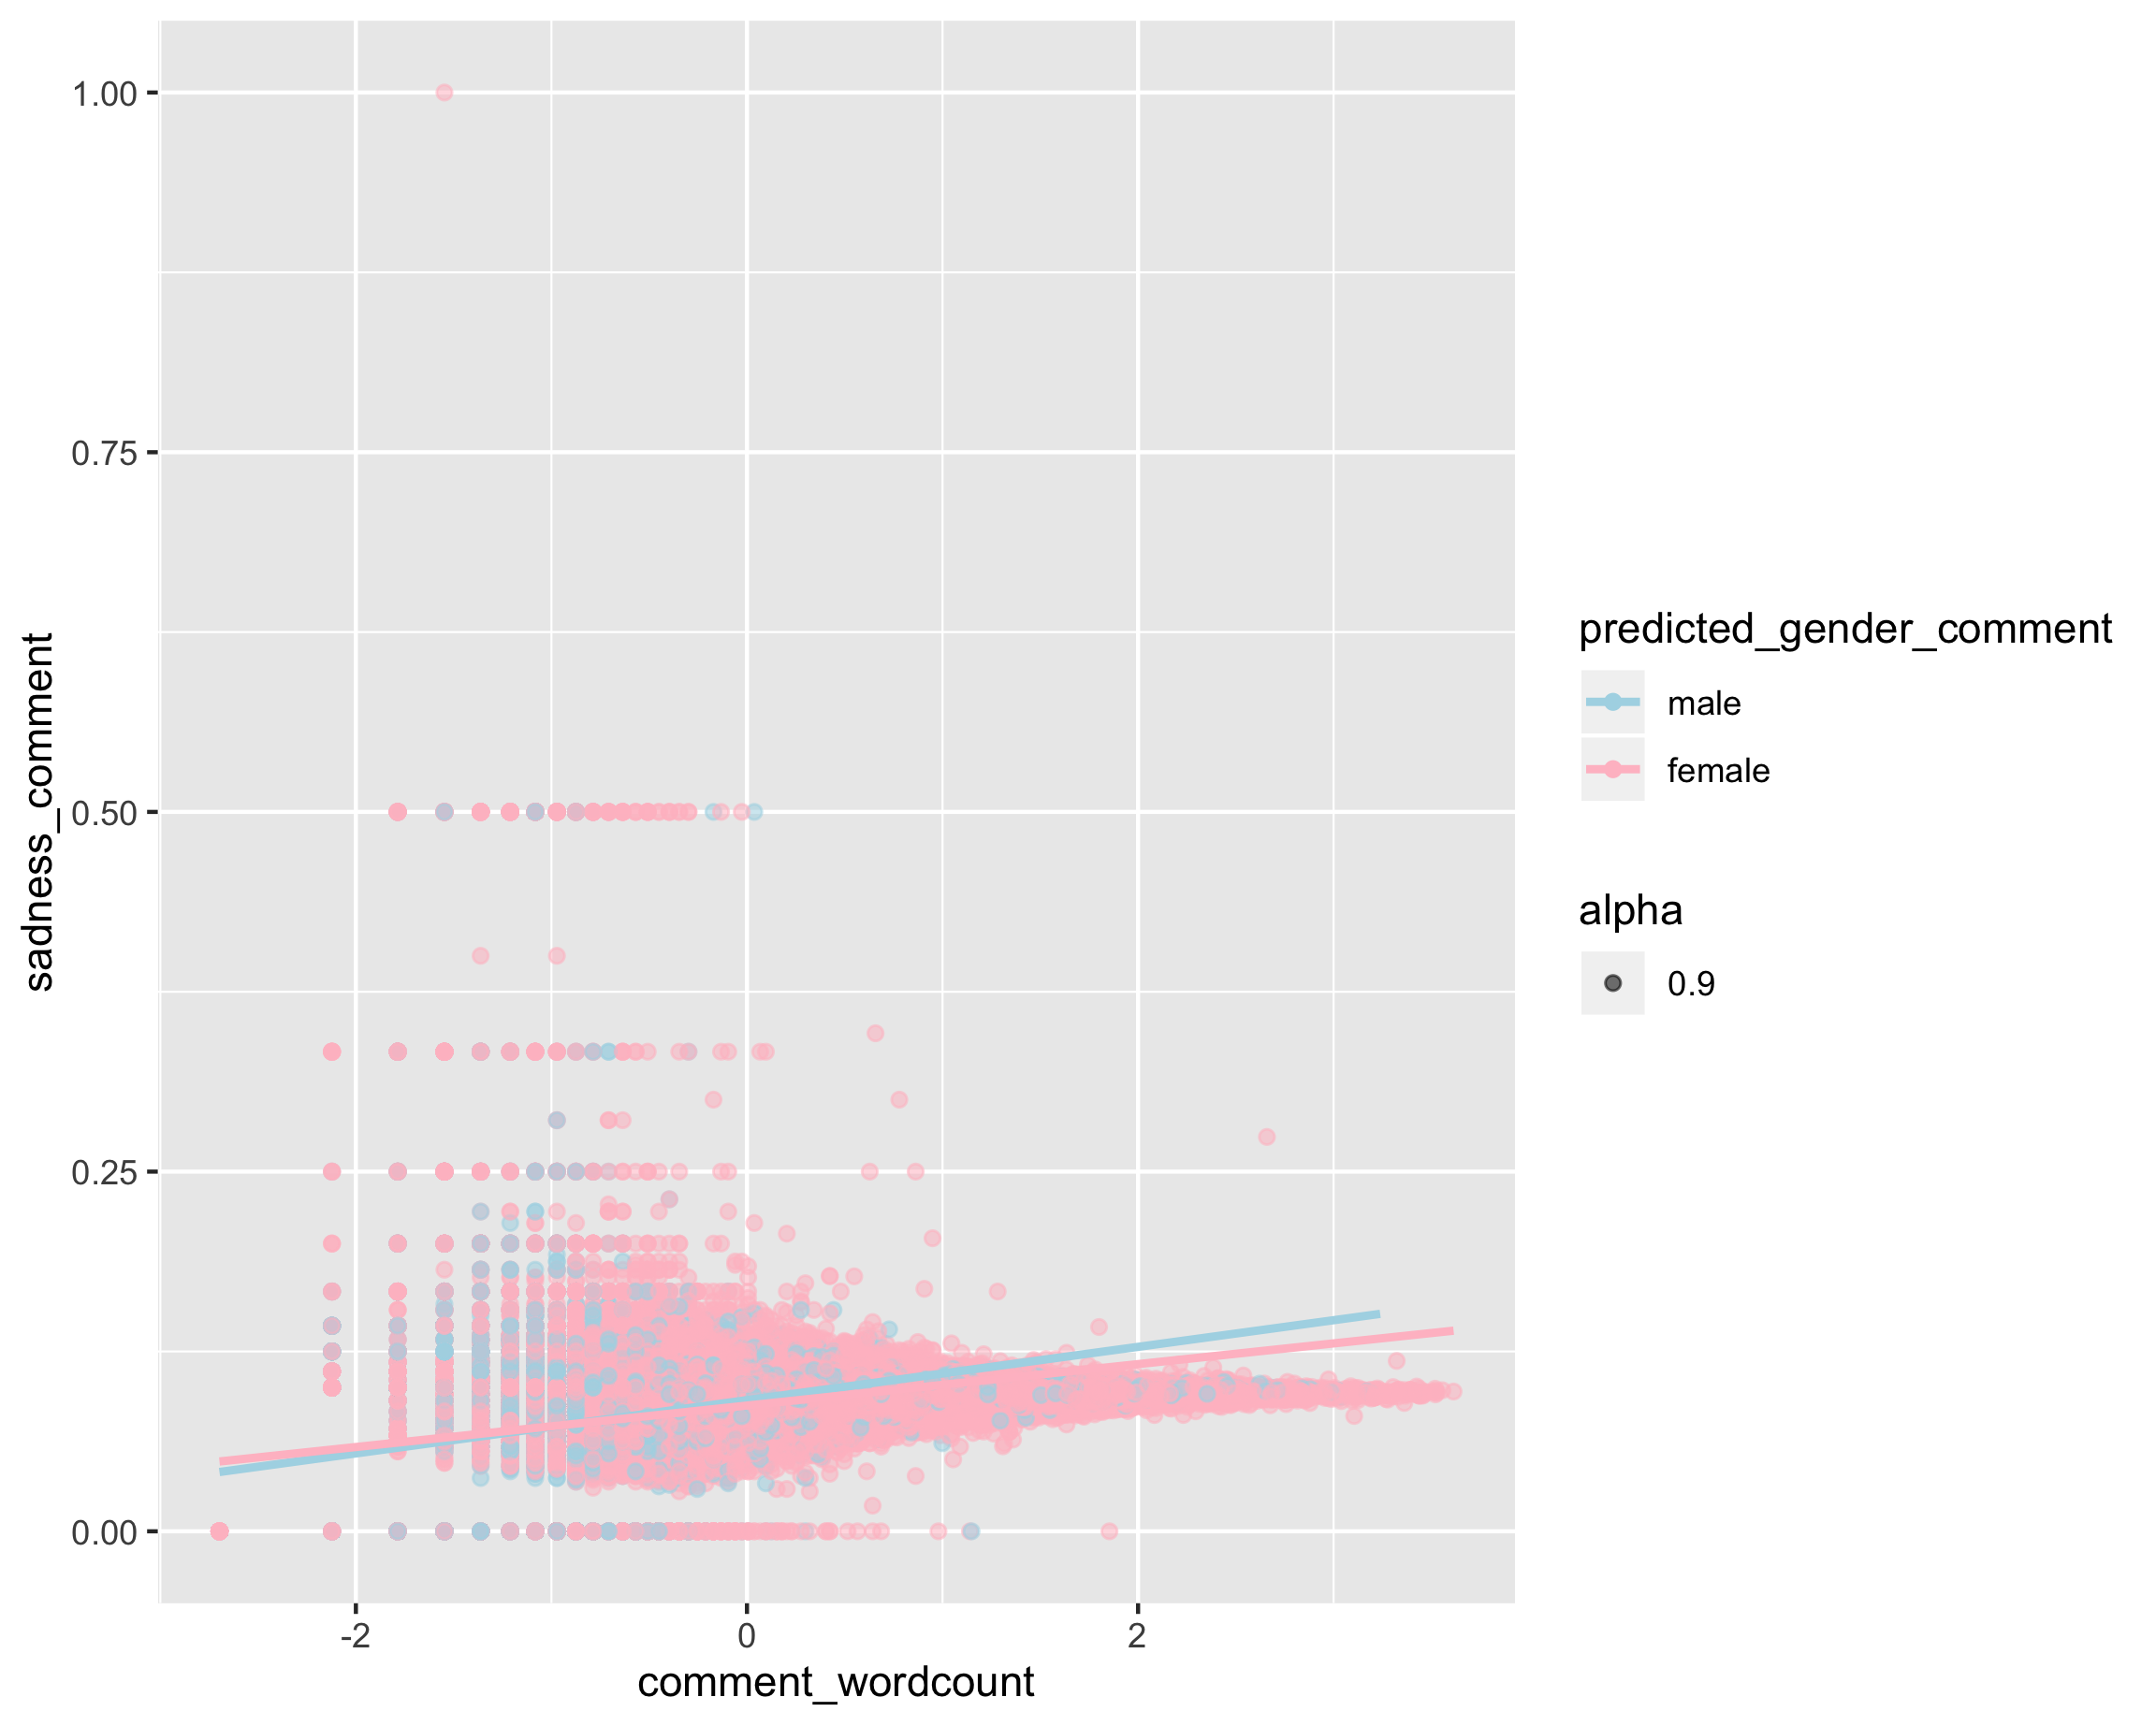 1.00
0.75
0.50
0.25
0.00
sadness_comment
-2
0
2
comment_wordcount
predicted_gender_comment
male
female
alpha
0.9